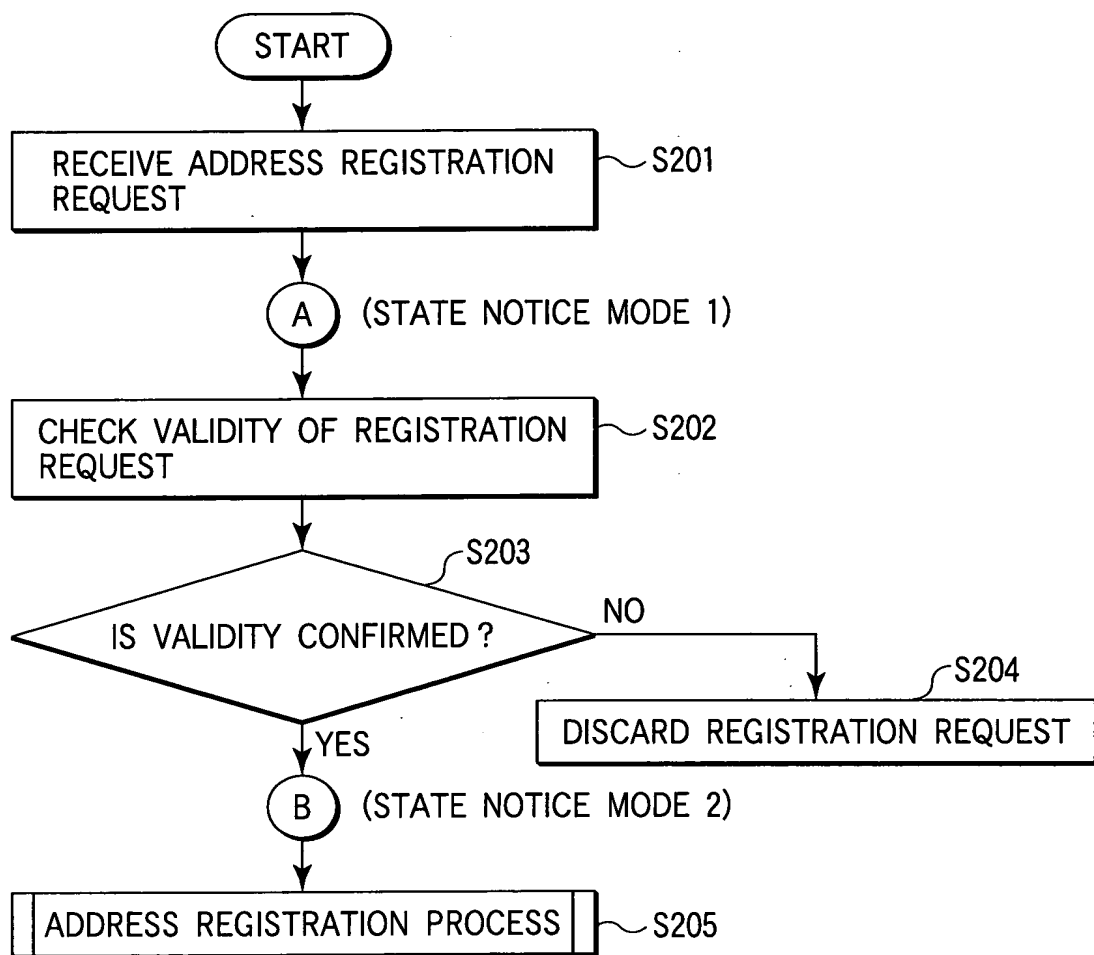 START
RECEIVE ADDRESS REGISTRATION
REQUEST
S201
A
(STATE NOTICE MODE 1)
CHECK VALIDITY OF REGISTRATION
REQUEST
S202
S203
IS VALIDITY CONFIRMED ?
NO
S204
DISCARD REGISTRATION REQUEST
YES
B
(STATE NOTICE MODE 2)
ADDRESS REGISTRATION PROCESS
S205